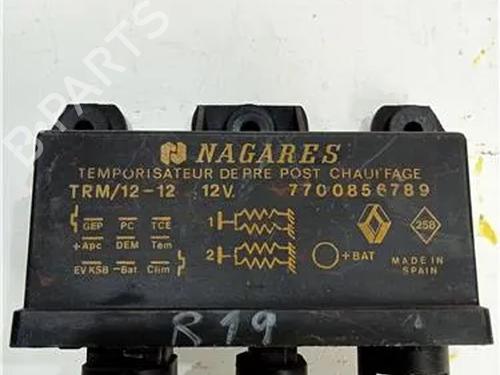 NAGARES
TEMPORISATEUR DE PRE POST CHAUFFAGE
TRM/12-12 12V. 7700856789
GEP PC TCE
+Apc DEM Tem
EV KSB -Bat Clim
1
2
+BAT
258
MADE IN
SPAIN
R19
B-PARTS